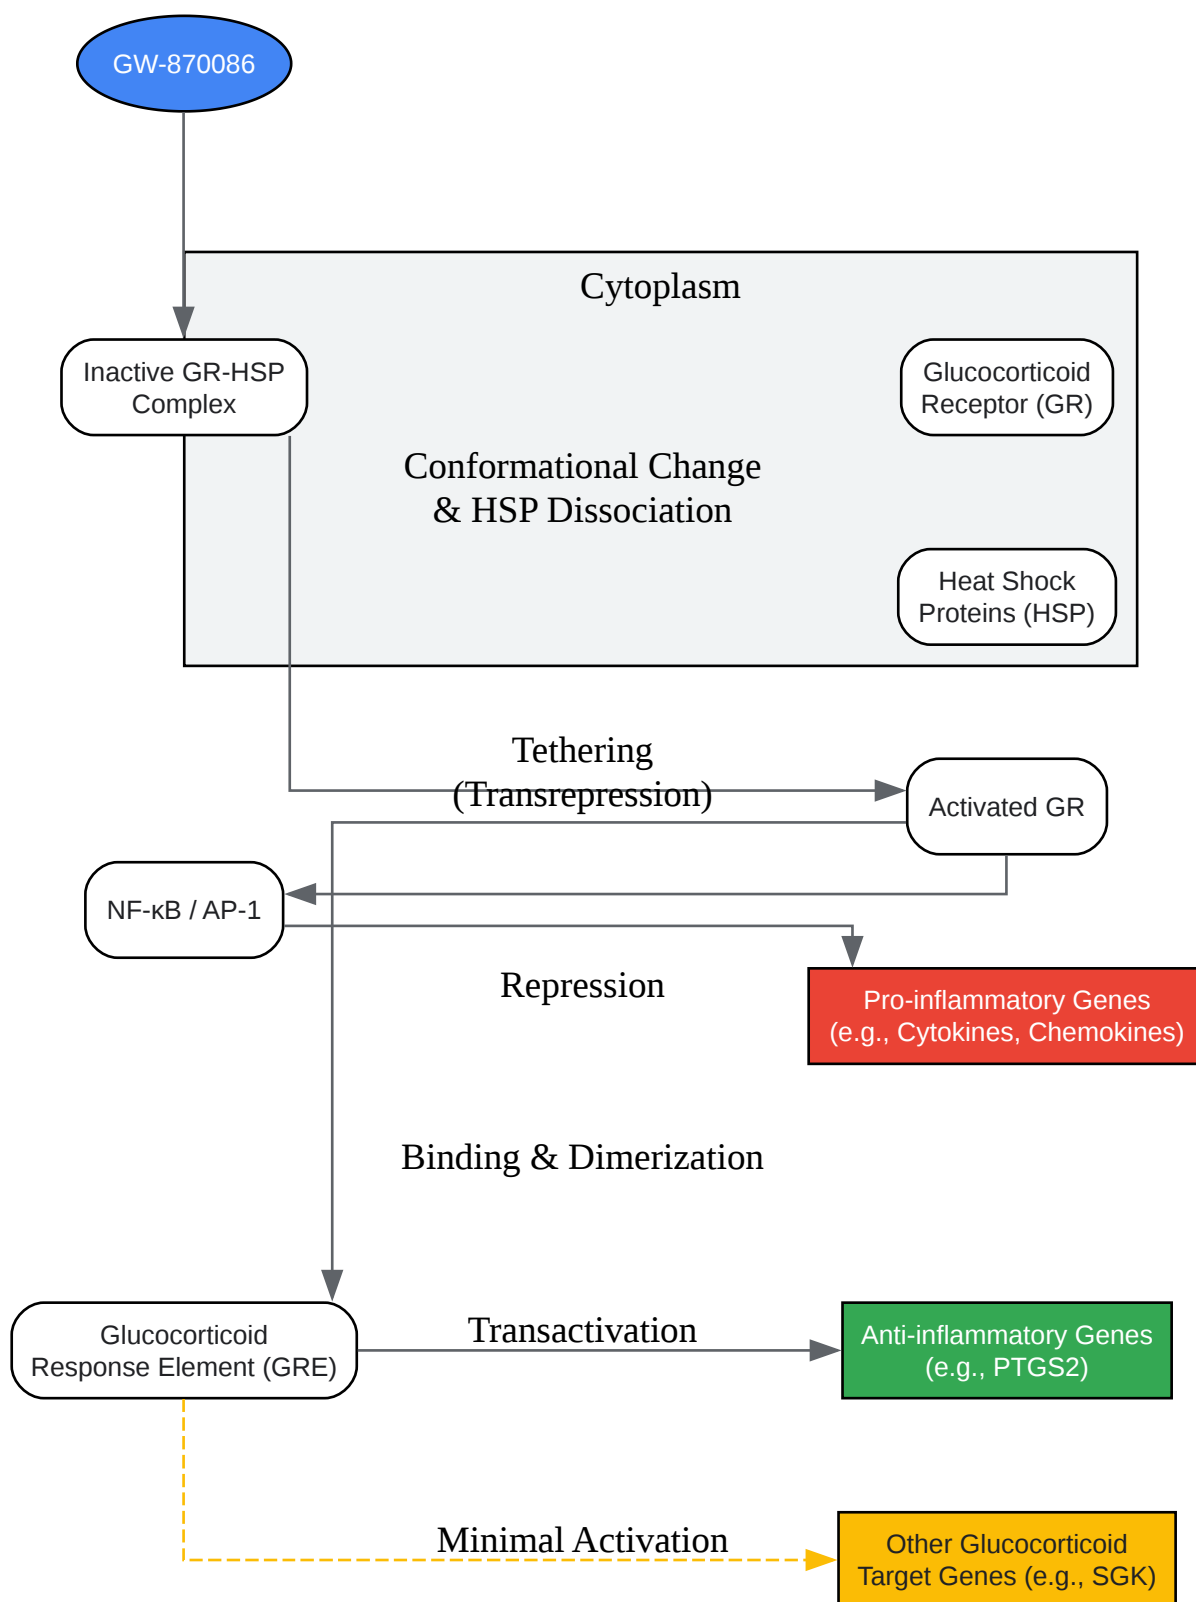 GW-870086
Cytoplasm
Inactive GR-HSP
Complex
Glucocorticoid
Receptor (GR)
Conformational Change
& HSP Dissociation
Heat Shock
Proteins (HSP)
Tethering
(Transrepression)
Activated GR
NF-κB / AP-1
Repression
Pro-inflammatory Genes
(e.g., Cytokines, Chemokines)
Binding & Dimerization
Glucocorticoid
Response Element (GRE)
Transactivation
Anti-inflammatory Genes
(e.g., PTGS2)
Minimal Activation
Other Glucocorticoid
Target Genes (e.g., SGK)